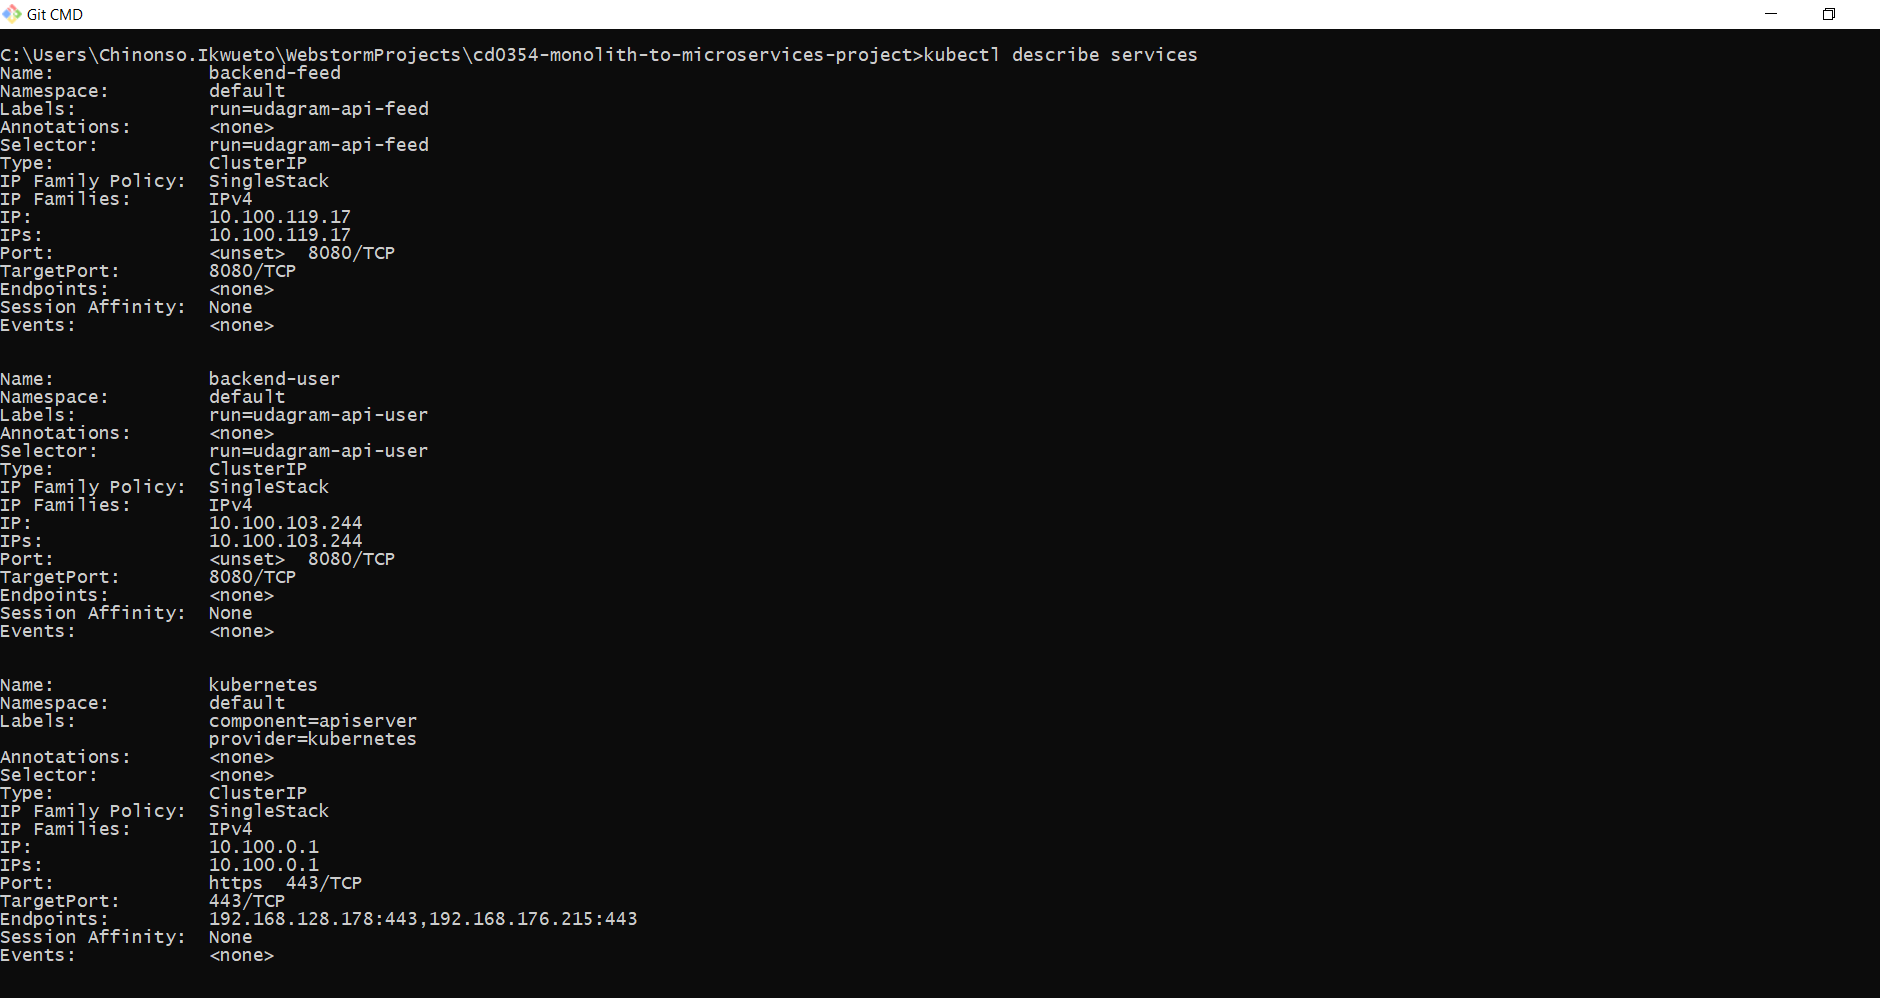 Git CMD
C:\Users\Chinonso.Ikwueto\WebstormProjects\cd0354-monolith-to-microservices-project>kubectl describe services
Name:              backend-feed
Namespace:         default
Labels:            run=udagram-api-feed
Annotations:       <none>
Selector:          run=udagram-api-feed
Type:              ClusterIP
IP Family Policy:  SingleStack
IP Families:       IPv4
IP:                10.100.119.17
IPs:               10.100.119.17
Port:              <unset>  8080/TCP
TargetPort:        8080/TCP
Endpoints:         <none>
Session Affinity:  None
Events:            <none>
Name:              backend-user
Namespace:         default
Labels:            run=udagram-api-user
Annotations:       <none>
Selector:          run=udagram-api-user
Type:              ClusterIP
IP Family Policy:  SingleStack
IP Families:       IPv4
IP:                10.100.103.244
IPs:               10.100.103.244
Port:              <unset>  8080/TCP
TargetPort:        8080/TCP
Endpoints:         <none>
Session Affinity:  None
Events:            <none>
Name:              kubernetes
Namespace:         default
Labels:            component=apiserver
                   provider=kubernetes
Annotations:       <none>
Selector:          <none>
Type:              ClusterIP
IP Family Policy:  SingleStack
IP Families:       IPv4
IP:                10.100.0.1
IPs:               10.100.0.1
Port:              https  443/TCP
TargetPort:        443/TCP
Endpoints:         192.168.128.178:443,192.168.176.215:443
Session Affinity:  None
Events:            <none>